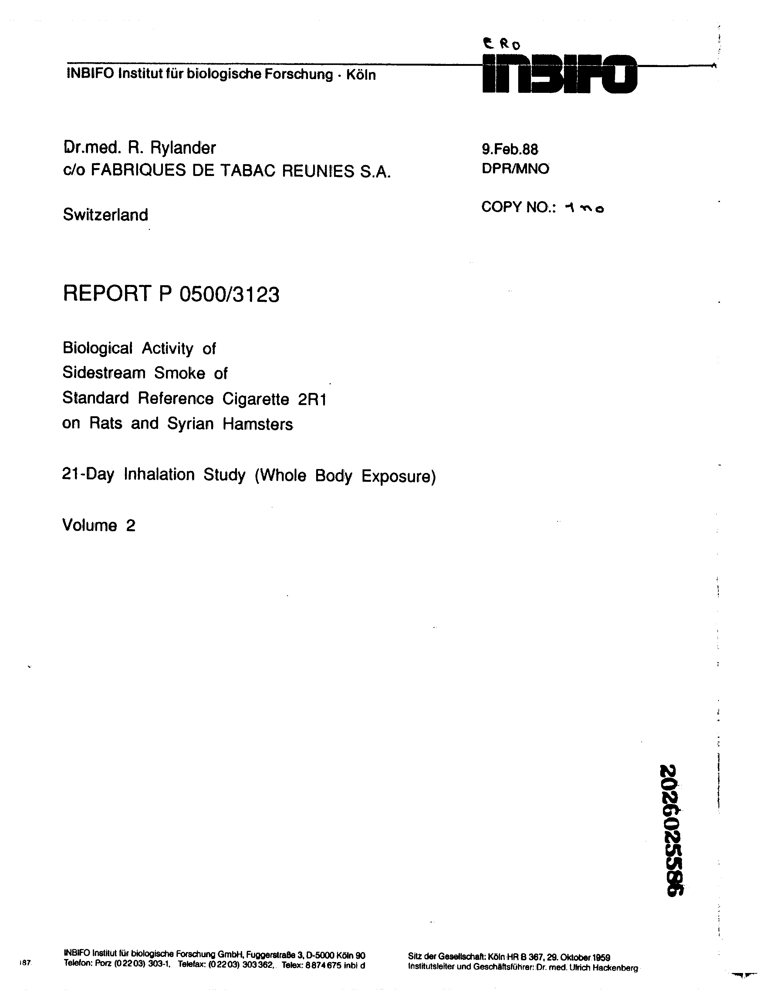 ERO
INBIFO Institut für biologische Forschung · Köln
INBIFO
Dr.med. R. Rylander
c/o FABRIQUES DE TABAC REUNIES S.A.
Switzerland
9.Feb.88
DPR/MNO
COPY NO.:
REPORT P 0500/3123
Biological Activity of
Sidestream Smoke of
Standard Reference Cigarette 2R1
on Rats and Syrian Hamsters
21-Day Inhalation Study (Whole Body Exposure)
Volume 2
2026025586
INBIFO Institut für biologische Forschung GmbH, Fuggerstraße 3, D-5000 Köln 90
Telefon: Porz (02203) 303-1, Telefax: (02203) 303362, Telex: 8874675 inbi d
Sitz der Gesellschaft: Köln HR B 367, 29. Oktober 1959
Institutsleiter und Geschäftsführer: Dr. med. Ulrich Hackenberg
87